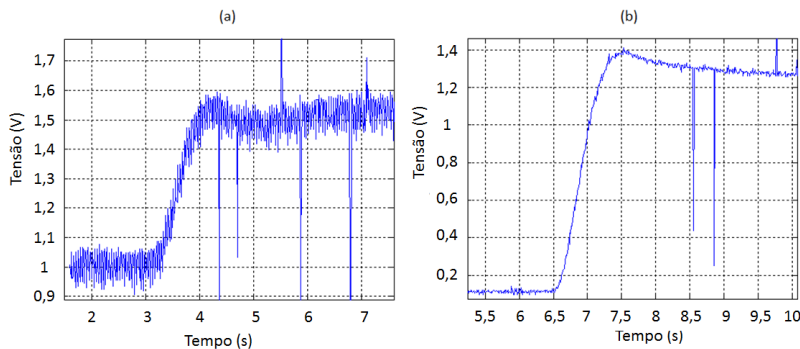 (a)
1,7
1,6
1,5
1,4
1,3
1,2
1,1
1
0,9
Tensão (V)
2 3 4 5 6 7
Tempo (s)
(b)
1,4
1,2
1
0,8
0,6
0,4
0,2
Tensão (V)
5,5 6 6,5 7 7,5 8 8,5 9 9,5 10
Tempo (s)